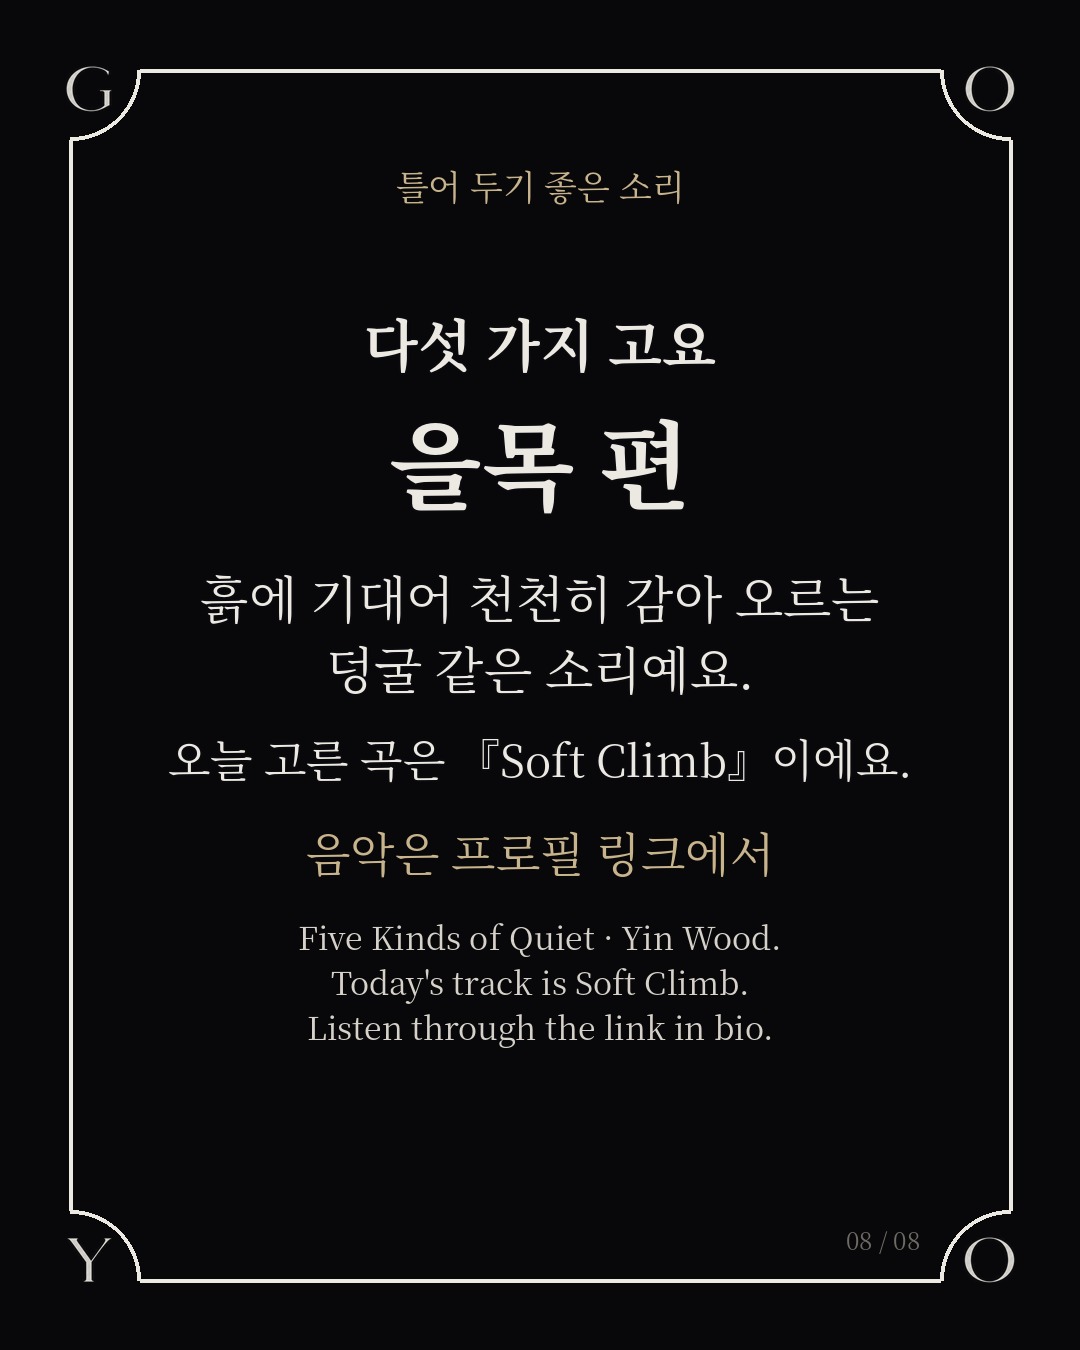 G O
틀어 두기 좋은 소리
다섯 가지 고요
을목 편
흙에 기대어 천천히 감아 오르는
덩굴 같은 소리예요.
오늘 고른 곡은 『Soft Climb』이에요.
음악은 프로필 링크에서
Five Kinds of Quiet · Yin Wood.
Today's track is Soft Climb.
Listen through the link in bio.
08 / 08
Y O